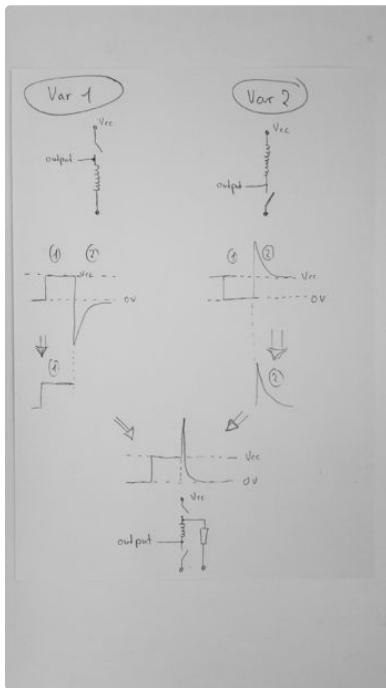 Var 1
Var 2
Vcc
output
Vcc
output
① ②
Vcc
0V
①
① ②
Vcc
0V
②
Vcc
0V
Vcc
output